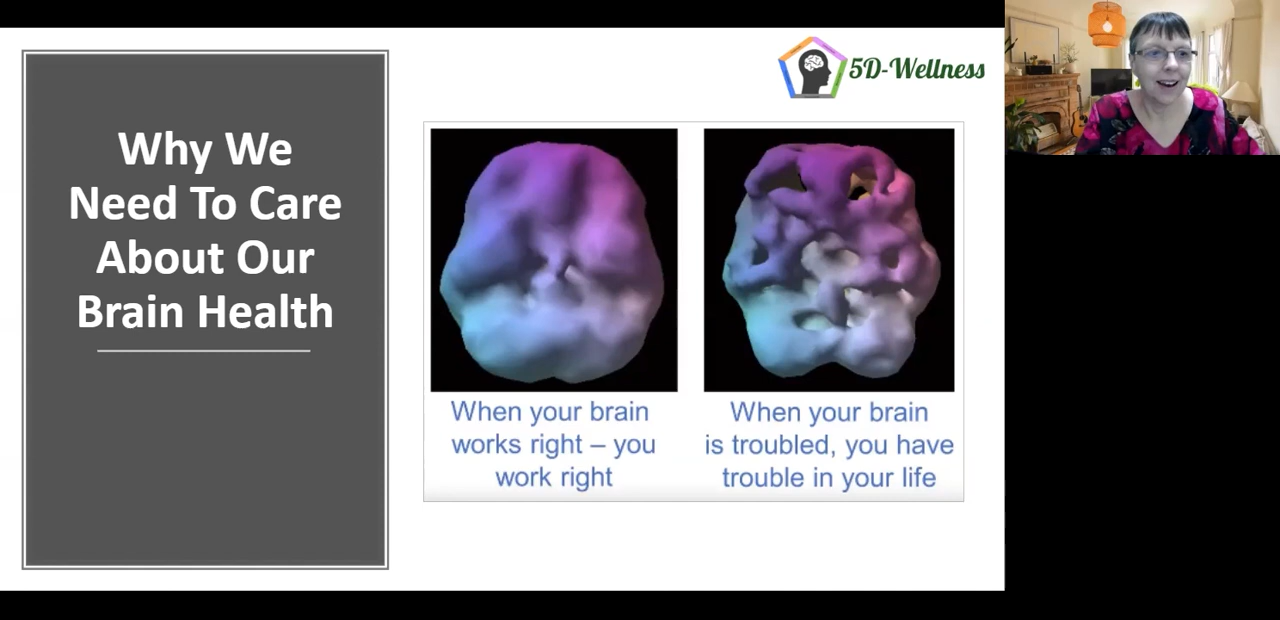 Why We
Need To Care
About Our
Brain Health
5D-Wellness
When your brain
works right – you
work right
When your brain
is troubled, you have
trouble in your life